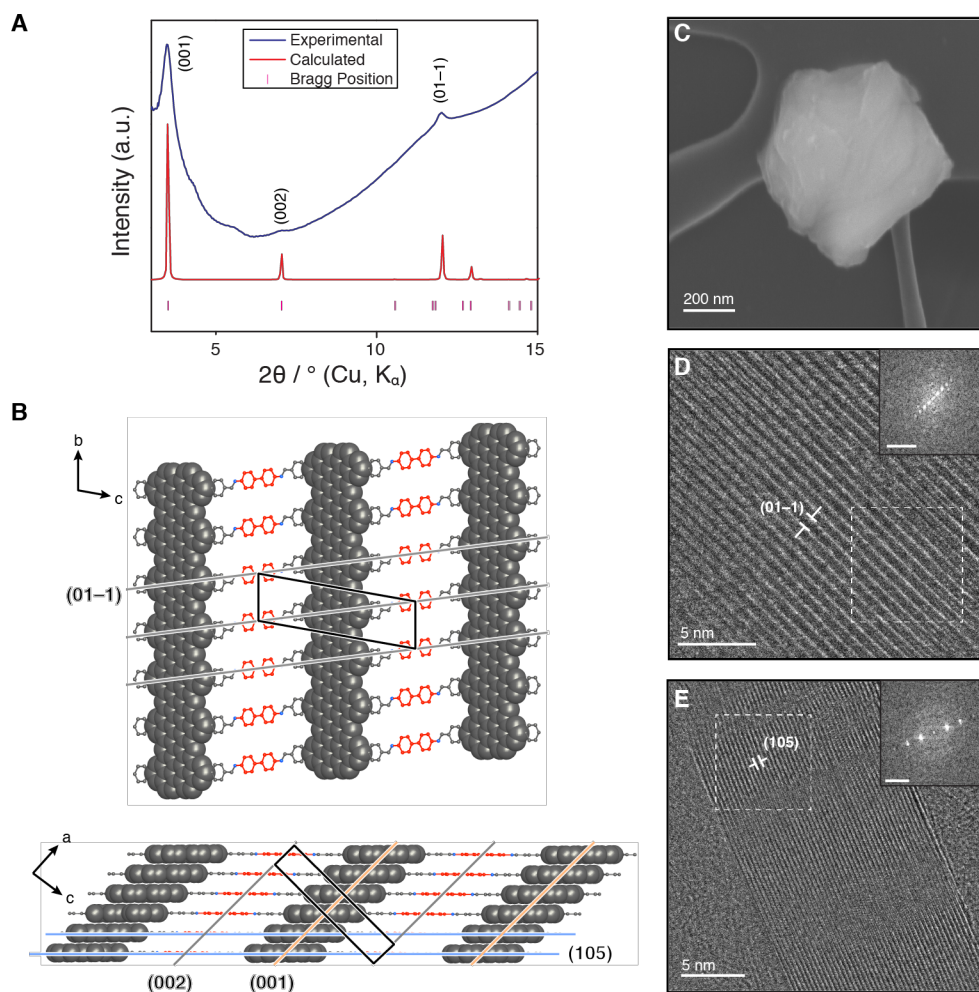 A
Experimental
Calculated
Bragg Position
(001)
(002)
(01–1)
Intensity (a.u.)
5
10
15
2θ / ° (Cu, Kα)
B
b
c
(01–1)
a
c
(105)
(002)
(001)
C
200 nm
D
(01–1)
5 nm
E
(105)
5 nm